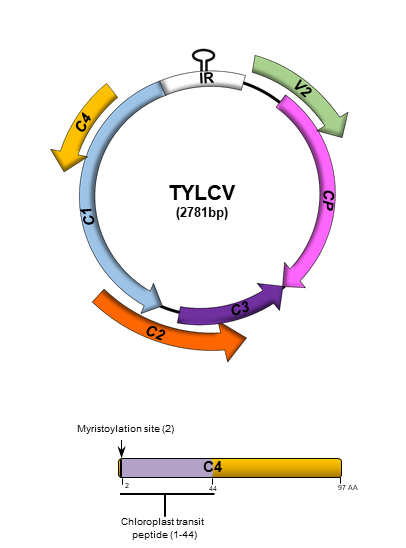 IR
V2
C4
TYLCV
(2781bp)
C1
CP
C3
C2
Myristoylation site (2)
C4
2
44
97 AA
Chloroplast transit
peptide (1-44)